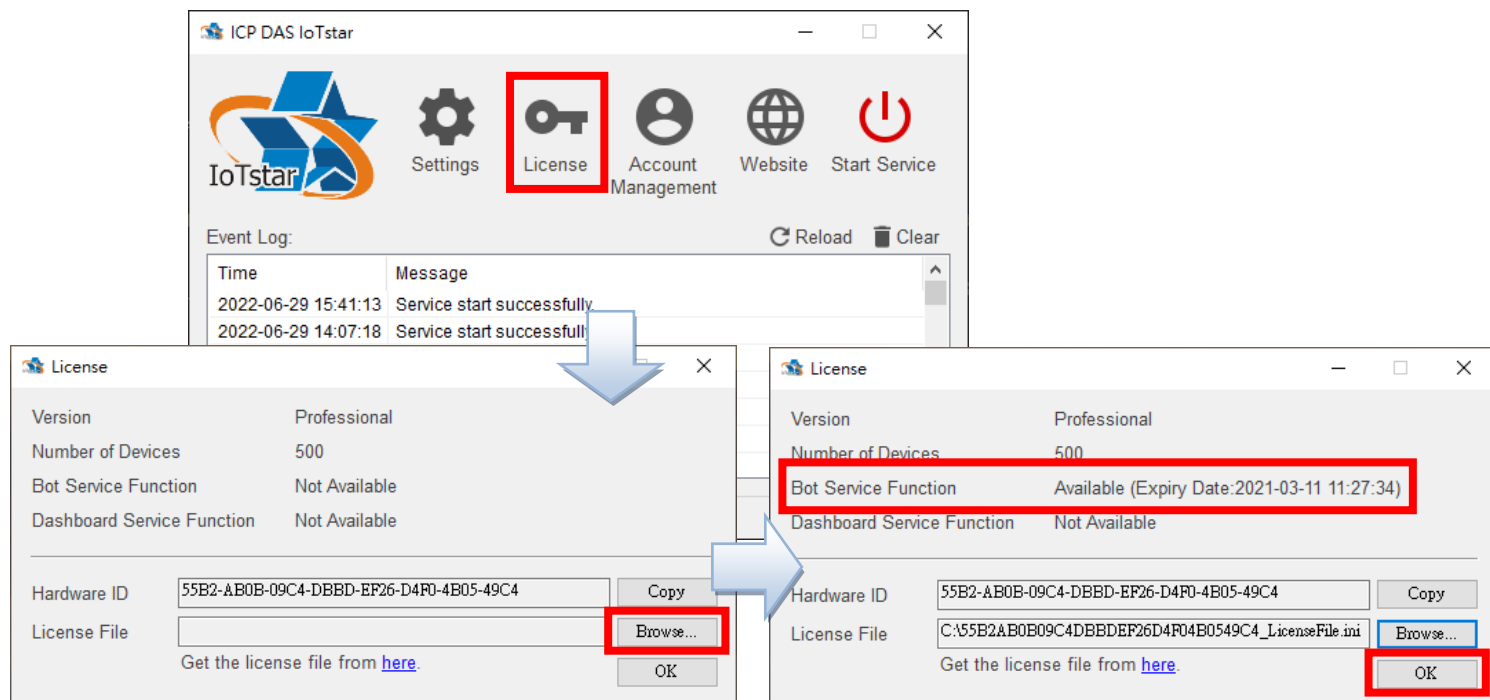 ICP DAS IoTstar
IoTstar
Settings
License
Account
Management
Website
Start Service
Event Log:
Reload
Clear
Time Message
2022-06-29 15:41:13 Service start successfully.
2022-06-29 14:07:18 Service start successfully
License
Version Professional
Number of Devices 500
Bot Service Function Not Available
Dashboard Service Function Not Available
Hardware ID 55B2-AB0B-09C4-DBBD-EF26-D4F0-4B05-49C4 Copy
License File Browse...
Get the license file from here.
OK
License
Version Professional
Number of Devices 500
Bot Service Function Available (Expiry Date:2021-03-11 11:27:34)
Dashboard Service Function Not Available
Hardware ID 55B2-AB0B-09C4-DBBD-EF26-D4F0-4B05-49C4 Copy
License File C:\55B2AB0B09C4DBBDEF26D4F04B0549C4_LicenseFile.ini Browse...
Get the license file from here.
OK